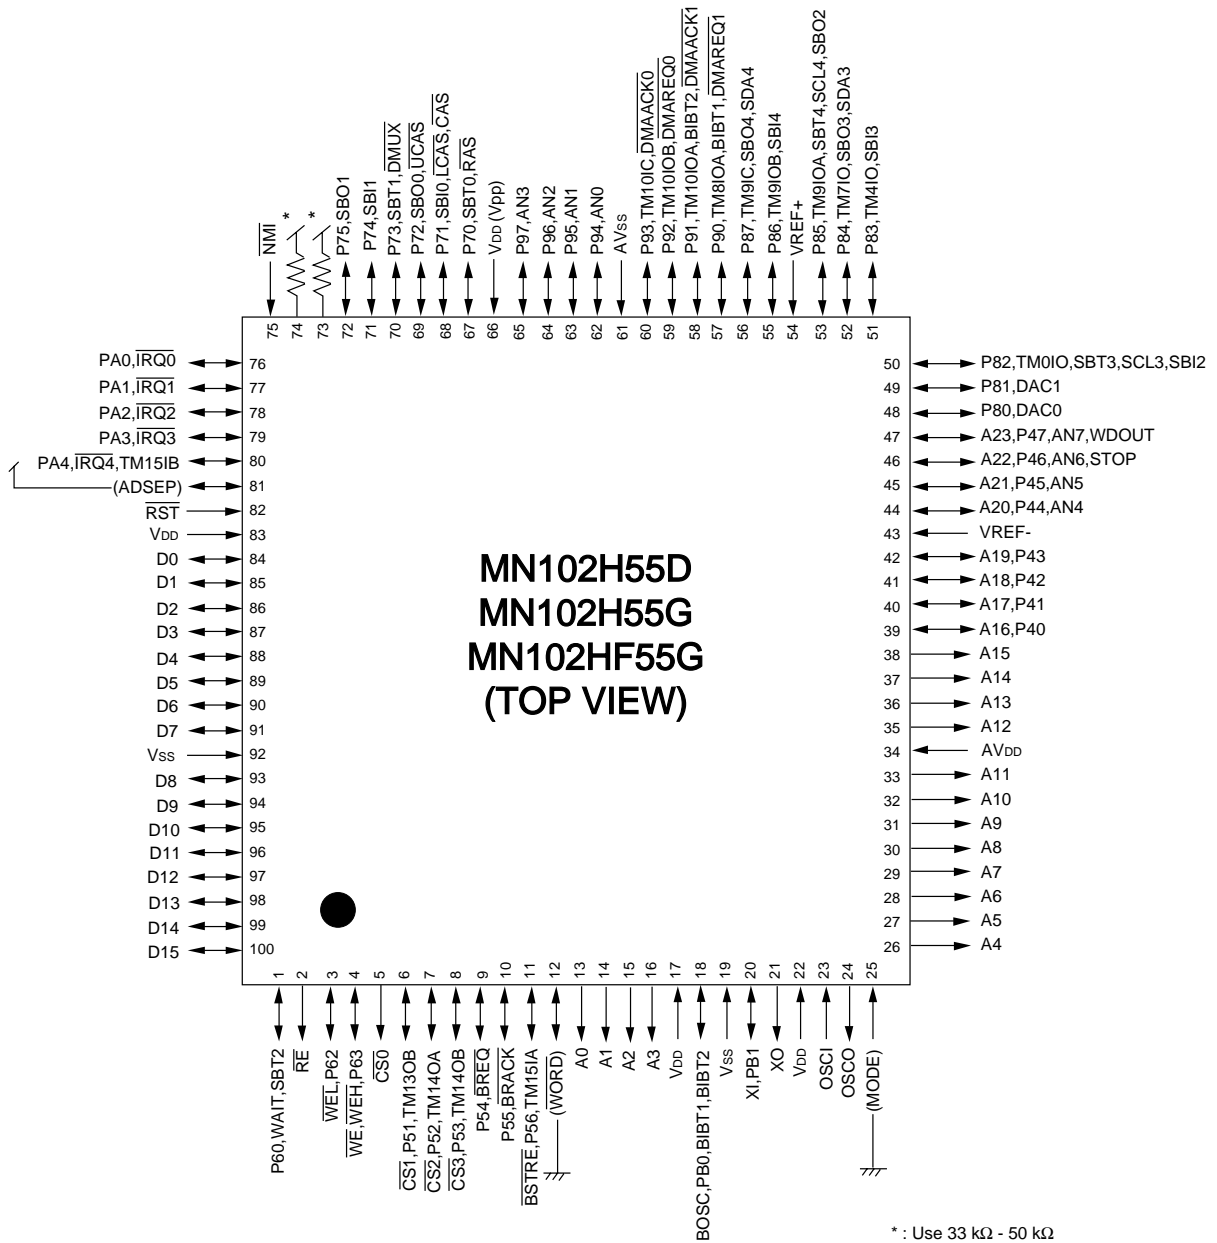 NMI
*
*
P75,SBO1
P74,SBI1
P73,SBT1,DMUX
P72,SBO0,UCAS
P71,SBI0,LCAS,CAS
P70,SBT0,RAS
VDD (Vpp)
P97,AN3
P96,AN2
P95,AN1
P94,AN0
AVSS
P93,TM10IC,DMAACK0
P92,TM10IOB,DMAREQ0
P91,TM10IOA,BIBT2,DMAACK1
P90,TM8IOA,BIBT1,DMAREQ1
P87,TM9IC,SBO4,SDA4
P86,TM9IOB,SBI4
VREF+
P85,TM9IOA,SBT4,SCL4,SBO2
P84,TM7IO,SBO3,SDA3
P83,TM4IO,SBI3
75 74 73 72 71 70 69 68 67 66 65 64 63 62 61 60 59 58 57 56 55 54 53 52 51
PA0,IRQ0 76
PA1,IRQ1 77
PA2,IRQ2 78
PA3,IRQ3 79
PA4,IRQ4,TM15IB 80
(ADSEP) 81
RST 82
VDD 83
D0 84
D1 85
D2 86
D3 87
D4 88
D5 89
D6 90
D7 91
VSS 92
D8 93
D9 94
D10 95
D11 96
D12 97
D13 98
D14 99
D15 100
MN102H55D
MN102H55G
MN102HF55G
(TOP VIEW)
50 P82,TM0IO,SBT3,SCL3,SBI2
49 P81,DAC1
48 P80,DAC0
47 A23,P47,AN7,WDOUT
46 A22,P46,AN6,STOP
45 A21,P45,AN5
44 A20,P44,AN4
43 VREF-
42 A19,P43
41 A18,P42
40 A17,P41
39 A16,P40
38 A15
37 A14
36 A13
35 A12
34 AVDD
33 A11
32 A10
31 A9
30 A8
29 A7
28 A6
27 A5
26 A4
1 2 3 4 5 6 7 8 9 10 11 12 13 14 15 16 17 18 19 20 21 22 23 24 25
P60,WAIT,SBT2
RE
WEL,P62
WE,WEH,P63
CS0
CS1,P51,TM13OB
CS2,P52,TM14OA
CS3,P53,TM14OB
P54,BREQ
P55,BRACK
BSTRE,P56,TM15IA
(WORD)
A0
A1
A2
A3
VDD
BOSC,PB0,BIBT1,BIBT2
VSS
XI,PB1
XO
VDD
OSCI
OSCO
(MODE)
* : Use 33 kΩ - 50 kΩ